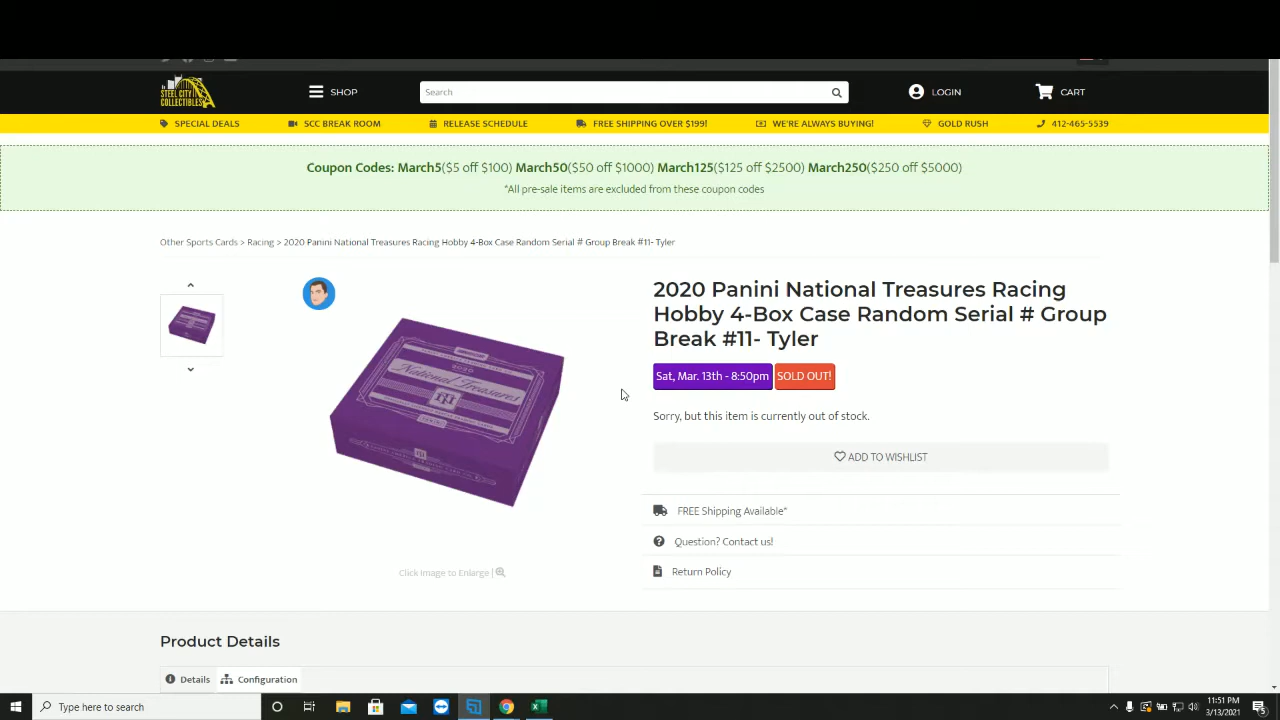 STEEL CITY
COLLECTIBLES
SHOP
Search
LOGIN
CART
SPECIAL DEALS
SCC BREAK ROOM
RELEASE SCHEDULE
FREE SHIPPING OVER $199!
WE'RE ALWAYS BUYING!
GOLD RUSH
412-465-5539
Coupon Codes: March5($5 off $100) March50($50 off $1000) March125($125 off $2500) March250($250 off $5000)
*All pre-sale items are excluded from these coupon codes
Other Sports Cards > Racing > 2020 Panini National Treasures Racing Hobby 4-Box Case Random Serial # Group Break #11- Tyler
2020 Panini National Treasures Racing
Hobby 4-Box Case Random Serial # Group
Break #11- Tyler
Sat, Mar. 13th - 8:50pm
SOLD OUT!
Sorry, but this item is currently out of stock.
ADD TO WISHLIST
FREE Shipping Available*
Question? Contact us!
Return Policy
2020
National Treasures
Click Image to Enlarge |
Product Details
Details
Configuration
Type here to search
11:51 PM
3/13/2021